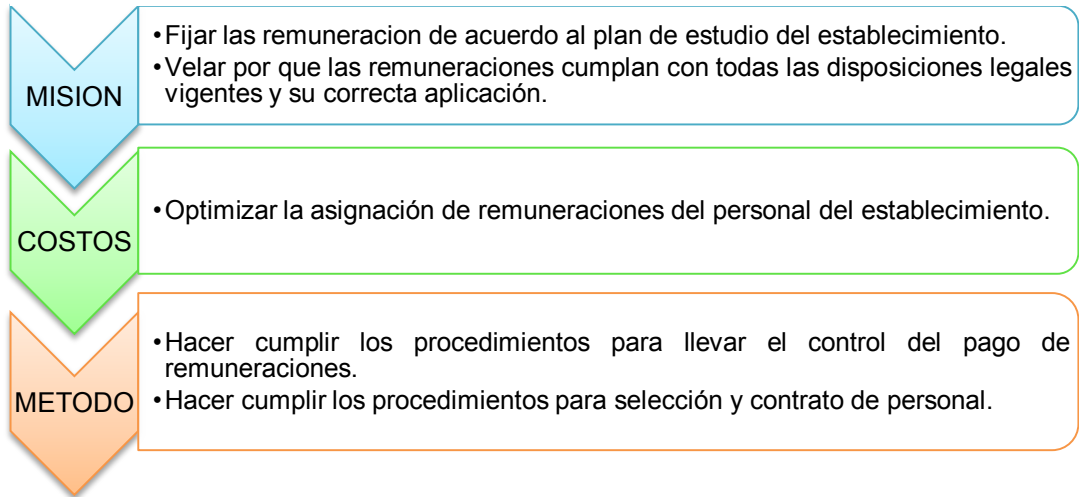 MISION
•Fijar las remuneracion de acuerdo al plan de estudio del establecimiento.
•Velar por que las remuneraciones cumplan con todas las disposiciones legales
vigentes y su correcta aplicación.
COSTOS
•Optimizar la asignación de remuneraciones del personal del establecimiento.
METODO
•Hacer cumplir los procedimientos para llevar el control del pago de
remuneraciones.
•Hacer cumplir los procedimientos para selección y contrato de personal.